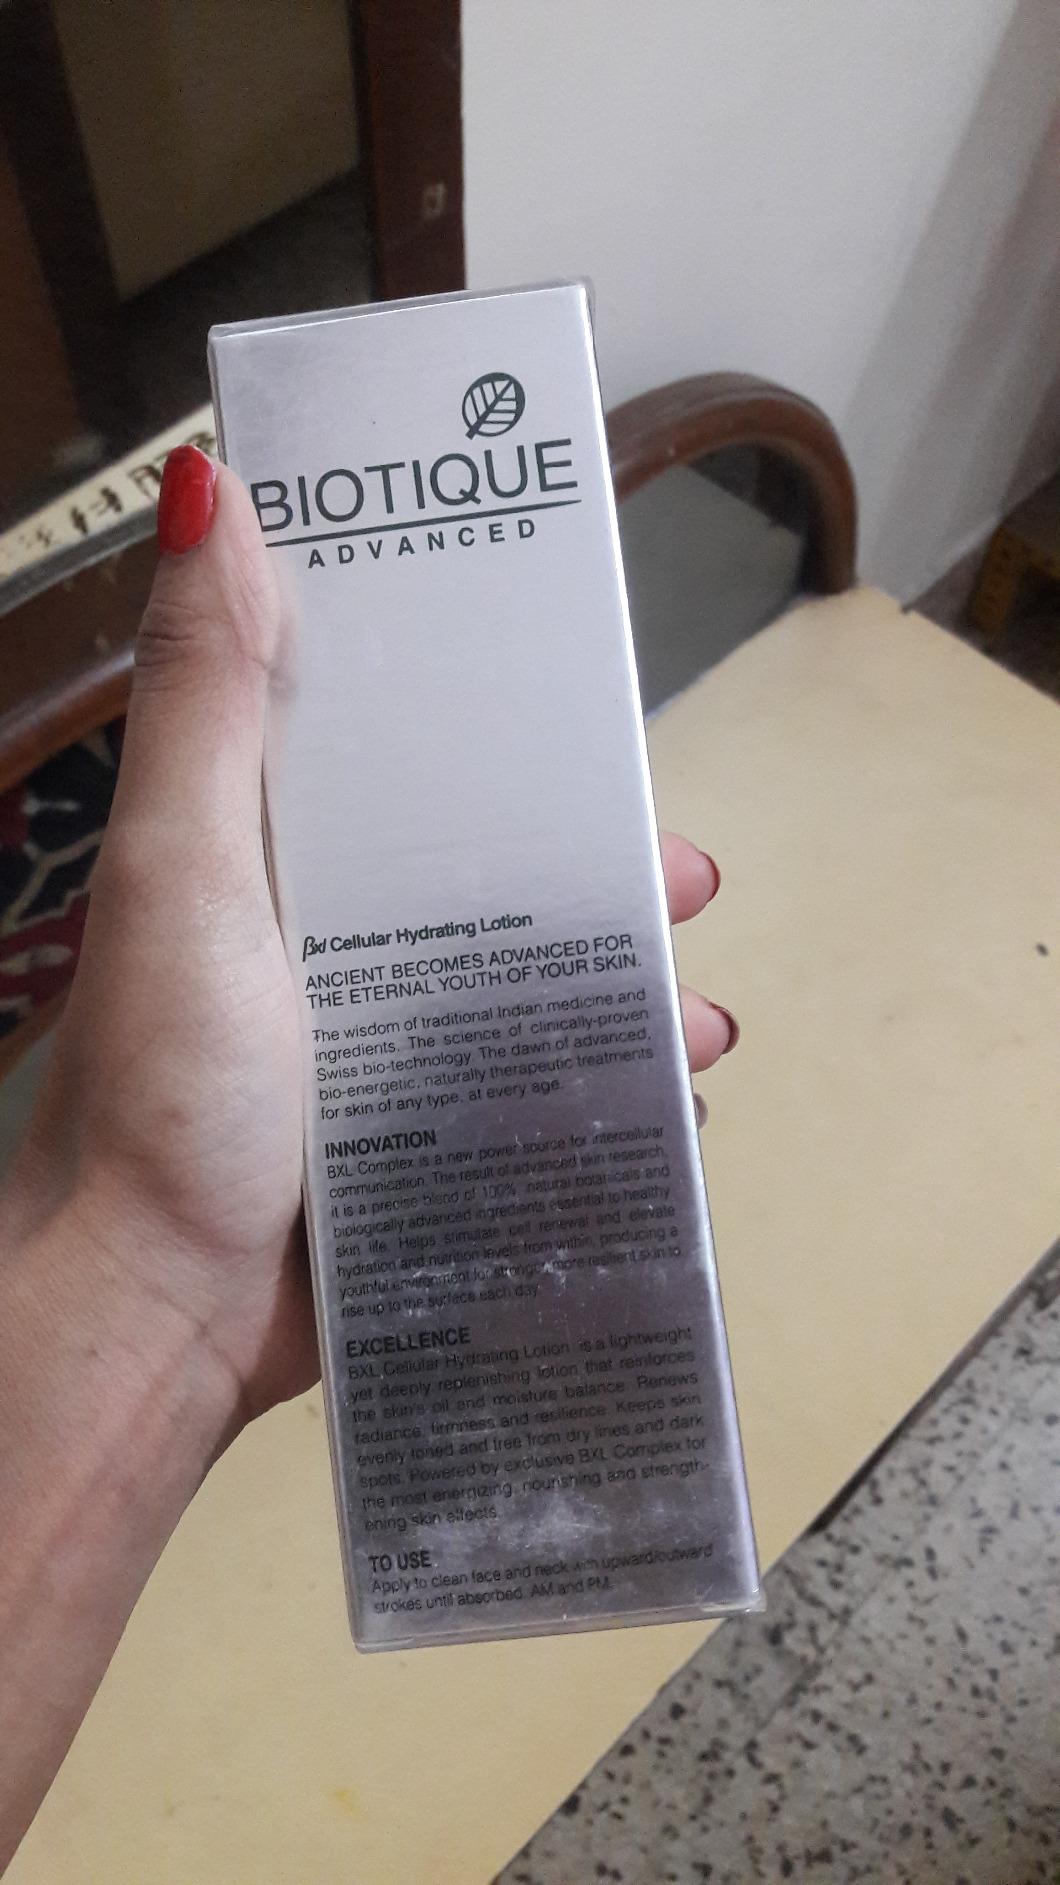 BIOTIQUE
ADVANCED
Bxl Cellular Hydrating Lotion
ANCIENT BECOMES ADVANCED FOR
THE ETERNAL YOUTH OF YOUR SKIN.
The wisdom of traditional Indian medicine and
ingredients. The science of clinically-proven
Swiss bio-technology. The dawn of advanced,
bio-energetic, naturally therapeutic treatments
for skin of any type, at every age.
INNOVATION
BXL Complex is a new power source for intercellular
communication. The result of advanced skin research,
it is a precise blend of 100% natural botanicals and
biologically advanced ingredients essential to healthy
skin life. Helps stimulate cell renewal and elevate
hydration and nutrition levels from within, producing a
youthful environment for stronger, more resilient skin to
rise up to the surface each day.
EXCELLENCE
BXL Cellular Hydrating Lotion is a lightweight
yet deeply replenishing lotion that reinforces
the skin's oil and moisture balance. Renews
radiance, firmness and resilience. Keeps skin
evenly toned and free from dry lines and dark
spots. Powered by exclusive BXL Complex for
the most energizing, nourishing and strength-
ening skin effects.
TO USE
Apply to clean face and neck with upward/outward
strokes until absorbed. AM and PM.